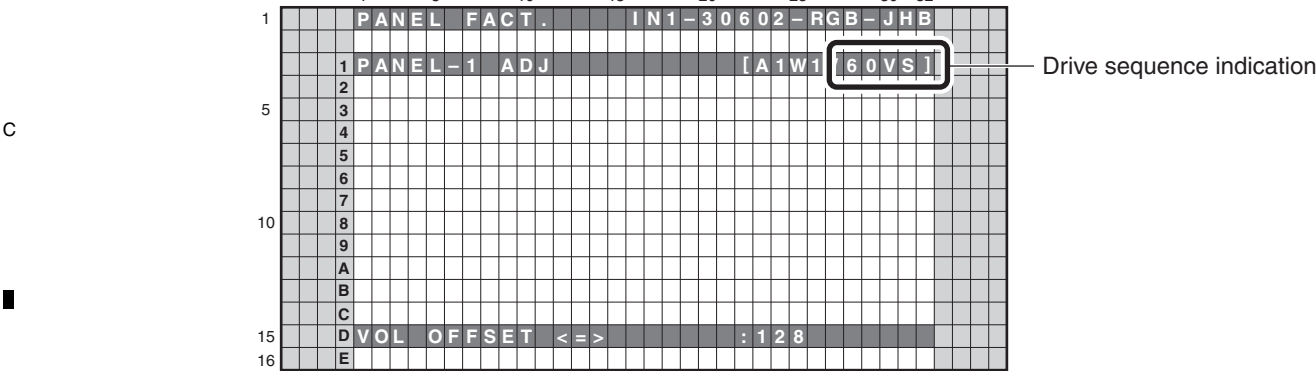 1 PANEL FACT. IN1–30602–RGB–JHB
1 PANEL–1 ADJ [A1W1/60VS] Drive sequence indication
2
5 3
C
4
5
6
7
10 8
9
A
B
C
15 D VOL OFFSET <=> :128
16 E